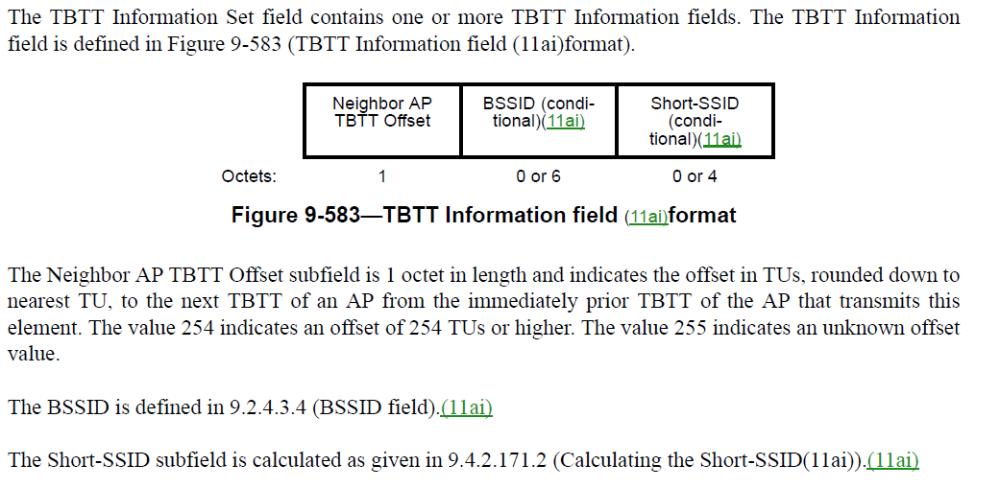 The TBTT Information Set field contains one or more TBTT Information fields. The TBTT Information
field is defined in Figure 9-583 (TBTT Information field (11ai)format).
Neighbor AP
TBTT Offset
BSSID (condi-
tional)(11ai)
Short-SSID
(condi-
tional)(11ai)
Octets: 1 0 or 6 0 or 4
Figure 9-583—TBTT Information field (11ai)format
The Neighbor AP TBTT Offset subfield is 1 octet in length and indicates the offset in TUs, rounded down to
nearest TU, to the next TBTT of an AP from the immediately prior TBTT of the AP that transmits this
element. The value 254 indicates an offset of 254 TUs or higher. The value 255 indicates an unknown offset
value.
The BSSID is defined in 9.2.4.3.4 (BSSID field).(11ai)
The Short-SSID subfield is calculated as given in 9.4.2.171.2 (Calculating the Short-SSID(11ai)).(11ai)